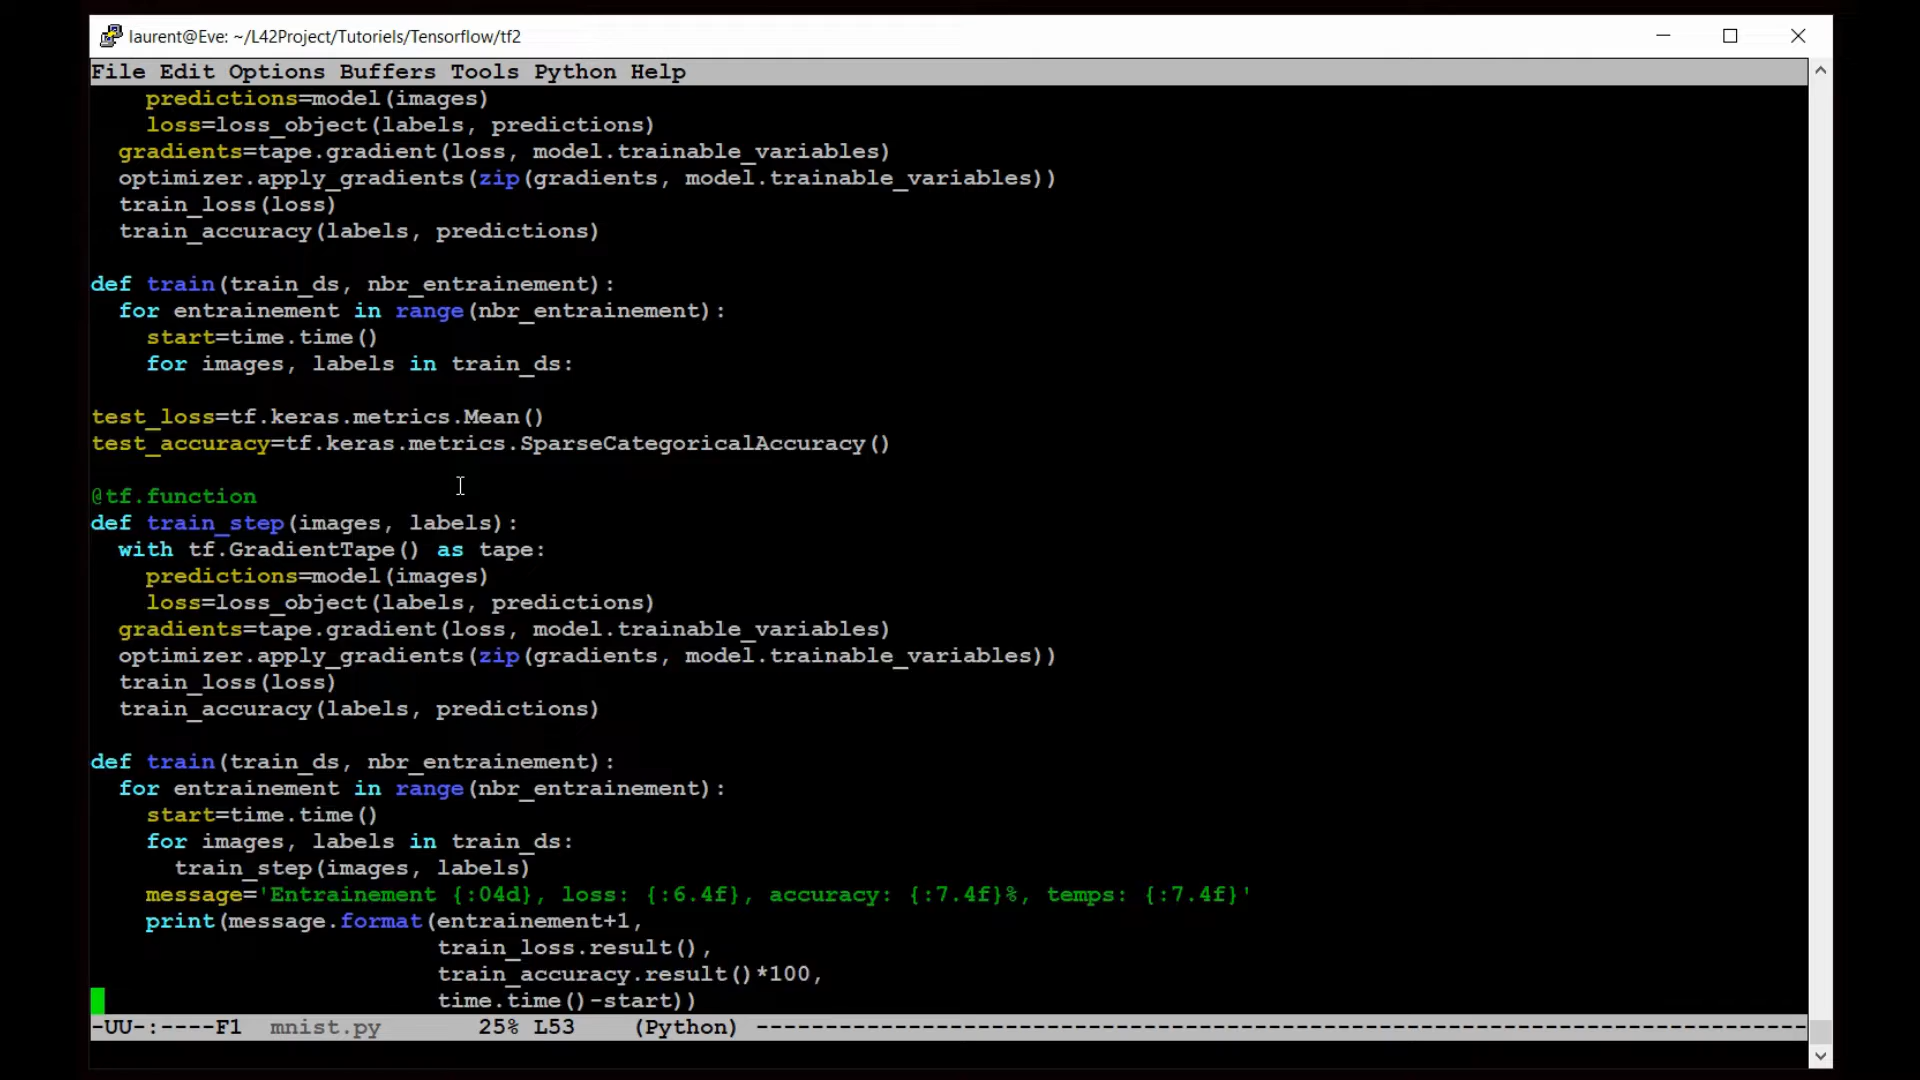 laurent@Eve: ~/L42Project/Tutoriels/Tensorflow/tf2
File Edit Options Buffers Tools Python Help
    predictions=model(images)
    loss=loss_object(labels, predictions)
  gradients=tape.gradient(loss, model.trainable_variables)
  optimizer.apply_gradients(zip(gradients, model.trainable_variables))
  train_loss(loss)
  train_accuracy(labels, predictions)
def train(train_ds, nbr_entrainement):
  for entrainement in range(nbr_entrainement):
    start=time.time()
    for images, labels in train_ds:
test_loss=tf.keras.metrics.Mean()
test_accuracy=tf.keras.metrics.SparseCategoricalAccuracy()
@tf.function
def train_step(images, labels):
  with tf.GradientTape() as tape:
    predictions=model(images)
    loss=loss_object(labels, predictions)
  gradients=tape.gradient(loss, model.trainable_variables)
  optimizer.apply_gradients(zip(gradients, model.trainable_variables))
  train_loss(loss)
  train_accuracy(labels, predictions)
def train(train_ds, nbr_entrainement):
  for entrainement in range(nbr_entrainement):
    start=time.time()
    for images, labels in train_ds:
      train_step(images, labels)
    message='Entrainement {:04d}, loss: {:6.4f}, accuracy: {:7.4f}%, temps: {:7.4f}'
    print(message.format(entrainement+1,
                         train_loss.result(),
                         train_accuracy.result()*100,
                         time.time()-start))
-UU-:----F1  mnist.py       25% L53    (Python) ----------------------------------------------------------------------------